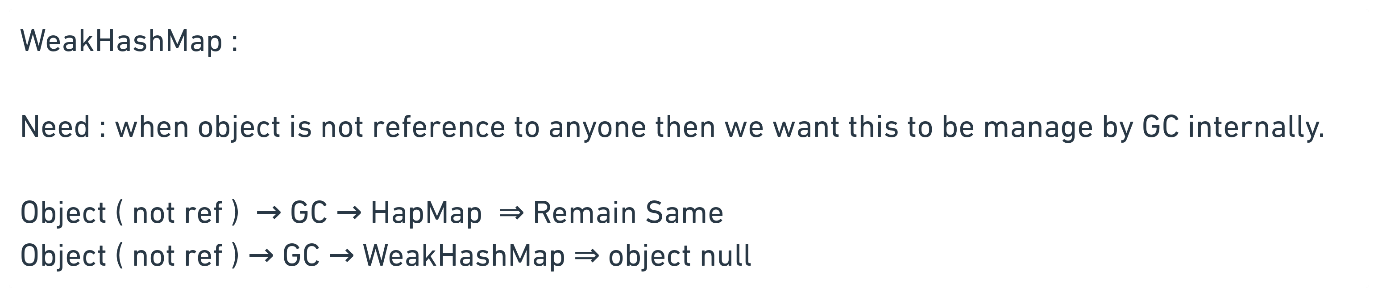 WeakHashMap :
Need : when object is not reference to anyone then we want this to be manage by GC internally.
Object ( not ref )  → GC → HapMap  ⇒ Remain Same
Object ( not ref ) → GC → WeakHashMap ⇒ object null